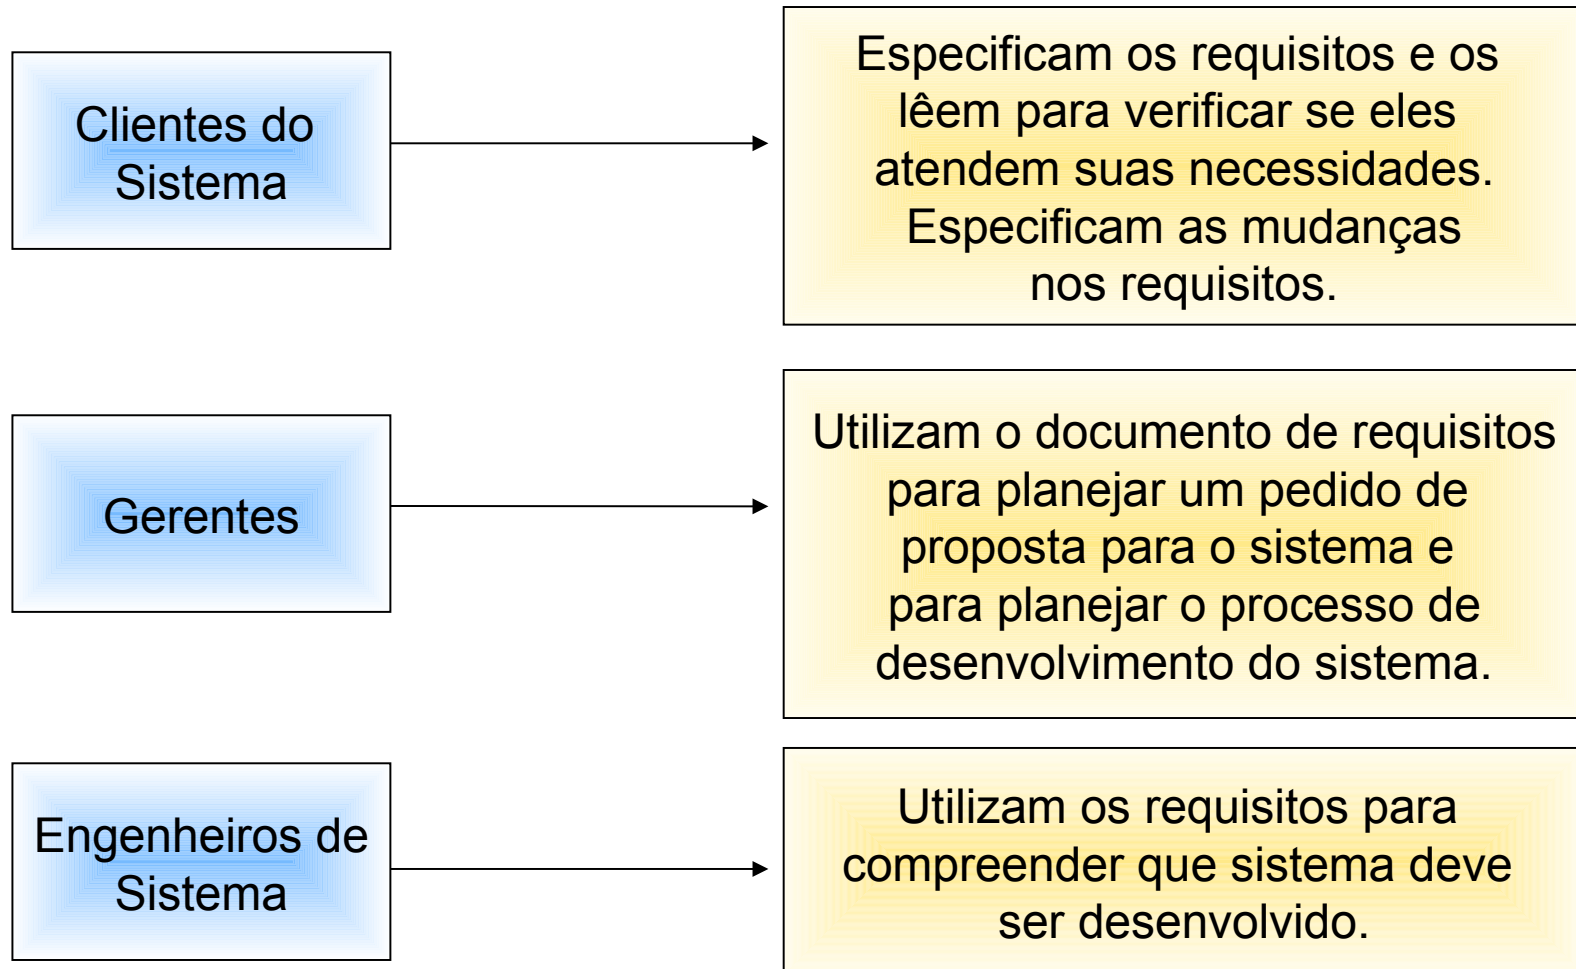 Clientes do
Sistema
Especificam os requisitos e os
lêem para verificar se eles
atendem suas necessidades.
Especificam as mudanças
nos requisitos.
Gerentes
Utilizam o documento de requisitos
para planejar um pedido de
proposta para o sistema e
para planejar o processo de
desenvolvimento do sistema.
Engenheiros de
Sistema
Utilizam os requisitos para
compreender que sistema deve
ser desenvolvido.